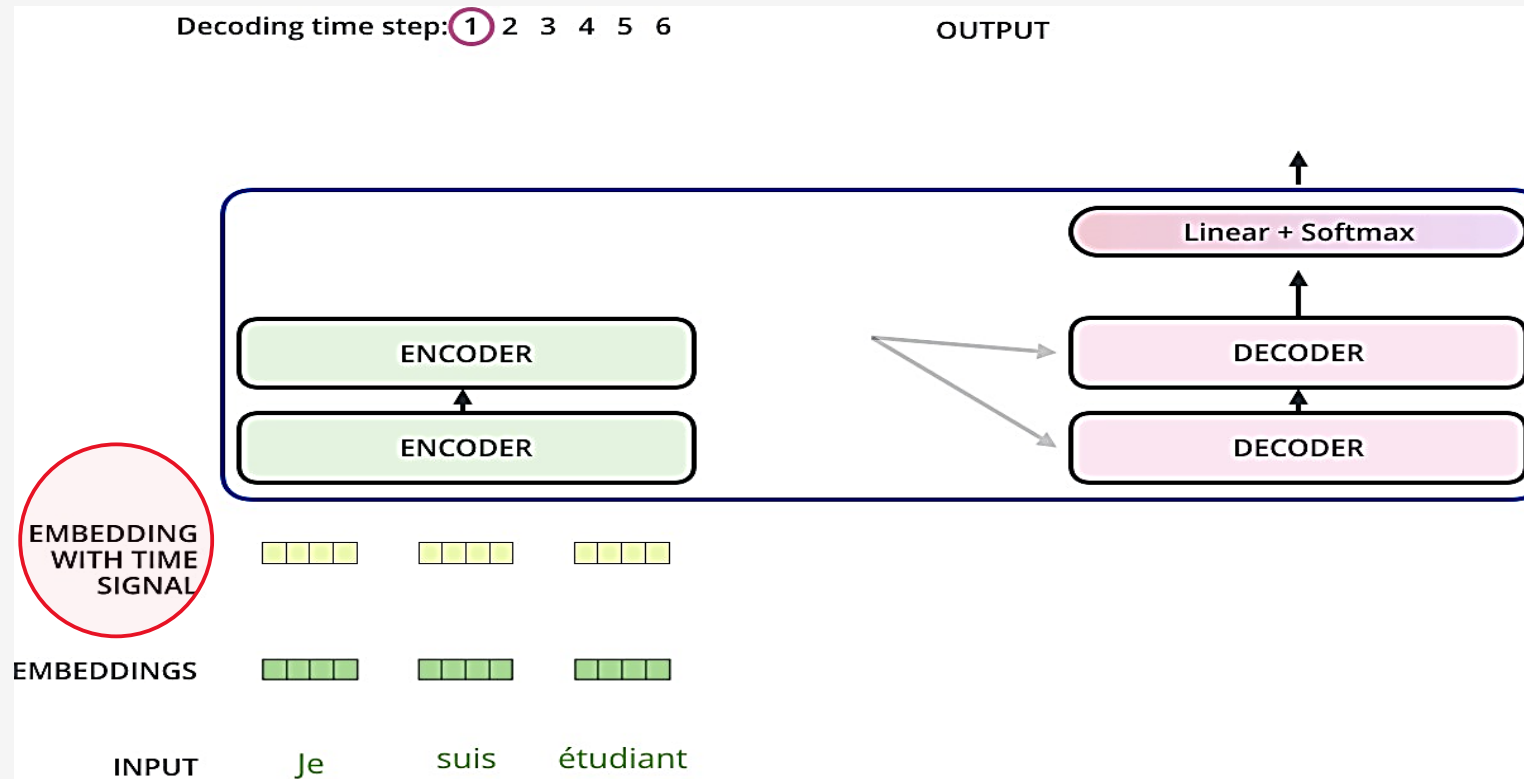 Decoding time step: 1 2 3 4 5 6
OUTPUT
Linear + Softmax
ENCODER
DECODER
ENCODER
DECODER
EMBEDDING
WITH TIME
SIGNAL
EMBEDDINGS
INPUT
Je suis étudiant